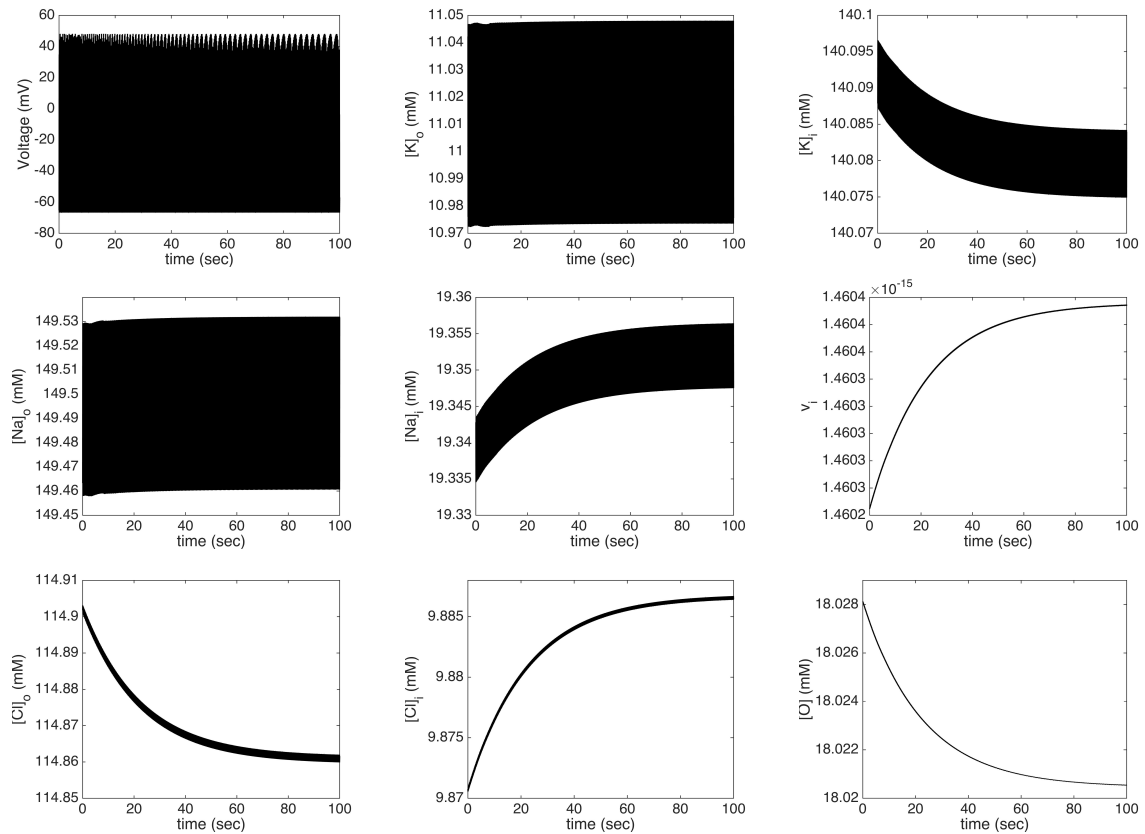 60
40
20
0
-20
-40
-60
-80
Voltage (mV)
0 20 40 60 80 100
time (sec)
11.05
11.04
11.03
11.02
11.01
11
10.99
10.98
10.97
[K]o (mM)
0 20 40 60 80 100
time (sec)
140.1
140.095
140.09
140.085
140.08
140.075
140.07
[K]i (mM)
0 20 40 60 80 100
time (sec)
149.53
149.52
149.51
149.5
149.49
149.48
149.47
149.46
149.45
[Na]o (mM)
0 20 40 60 80 100
time (sec)
19.36
19.355
19.35
19.345
19.34
19.335
19.33
[Na]i (mM)
0 20 40 60 80 100
time (sec)
×10-15
1.4604
1.4604
1.4604
1.4603
1.4603
1.4603
1.4603
1.4602
vi
0 20 40 60 80 100
time (sec)
114.91
114.9
114.89
114.88
114.87
114.86
114.85
[Cl]o (mM)
0 20 40 60 80 100
time (sec)
9.885
9.88
9.875
9.87
[Cl]i (mM)
0 20 40 60 80 100
time (sec)
18.028
18.026
18.024
18.022
18.02
[O] (mM)
0 20 40 60 80 100
time (sec)